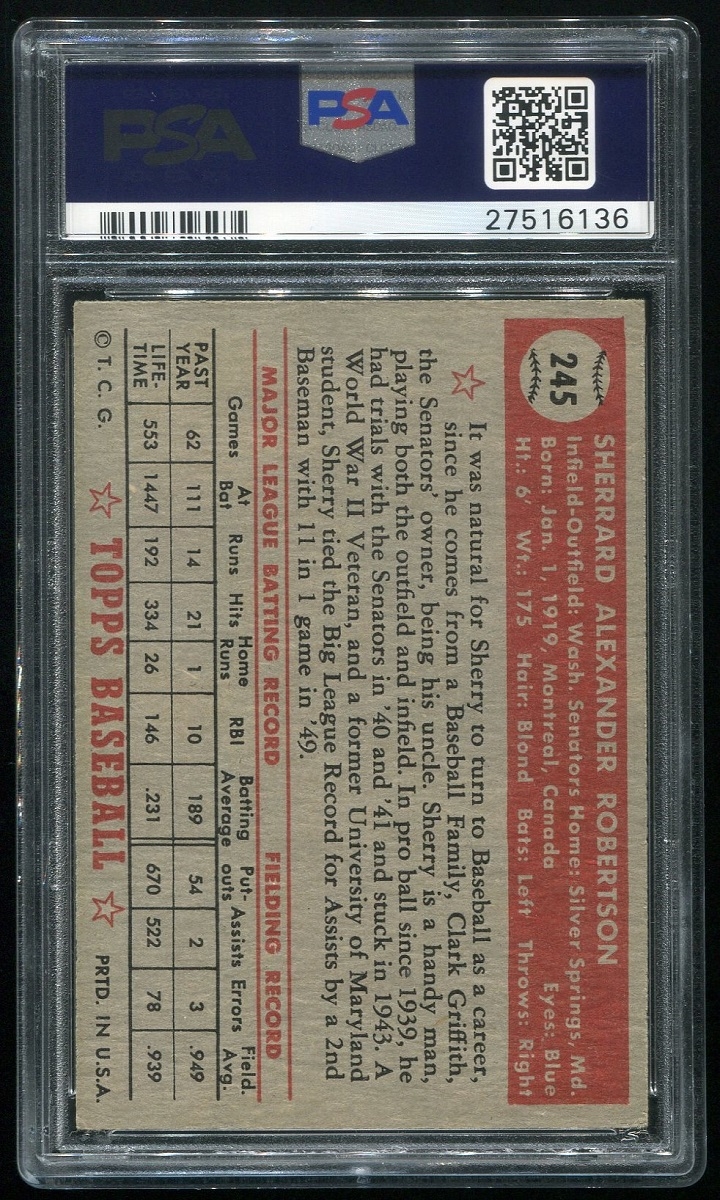 PSA
PSA
27516136
245
SHERRARD ALEXANDER ROBERTSON
Infield-Outfield: Wash. Senators Home: Silver Springs, Md.
Born: Jan. 1, 1919, Montreal, Canada Eyes: Blue
Ht.: 6' Wt.: 175 Hair: Blond Bats: Left Throws: Right
It was natural for Sherry to turn to Baseball as a career,
since he comes from a Baseball Family, Clark Griffith,
the Senators' owner, being his uncle. Sherry is a handy man,
playing both the outfield and infield. In pro ball since 1939, he
had trials with the Senators in '40 and '41 and stuck in 1943. A
World War II Veteran, and a former University of Maryland
student, Sherry tied the Big League Record for Assists by a 2nd
Baseman with 11 in 1 game in '49.
MAJOR LEAGUE BATTING RECORD FIELDING RECORD
Games At Bat Runs Hits Home Runs RBI Batting Average Put-outs Assists Errors Field. Avg.
PAST YEAR 62 111 14 21 1 10 189 54 2 3 .949
LIFE-TIME 553 1447 192 334 26 146 .231 670 522 78 .939
© T. C. G. TOPPS BASEBALL PRTD. IN U.S.A.